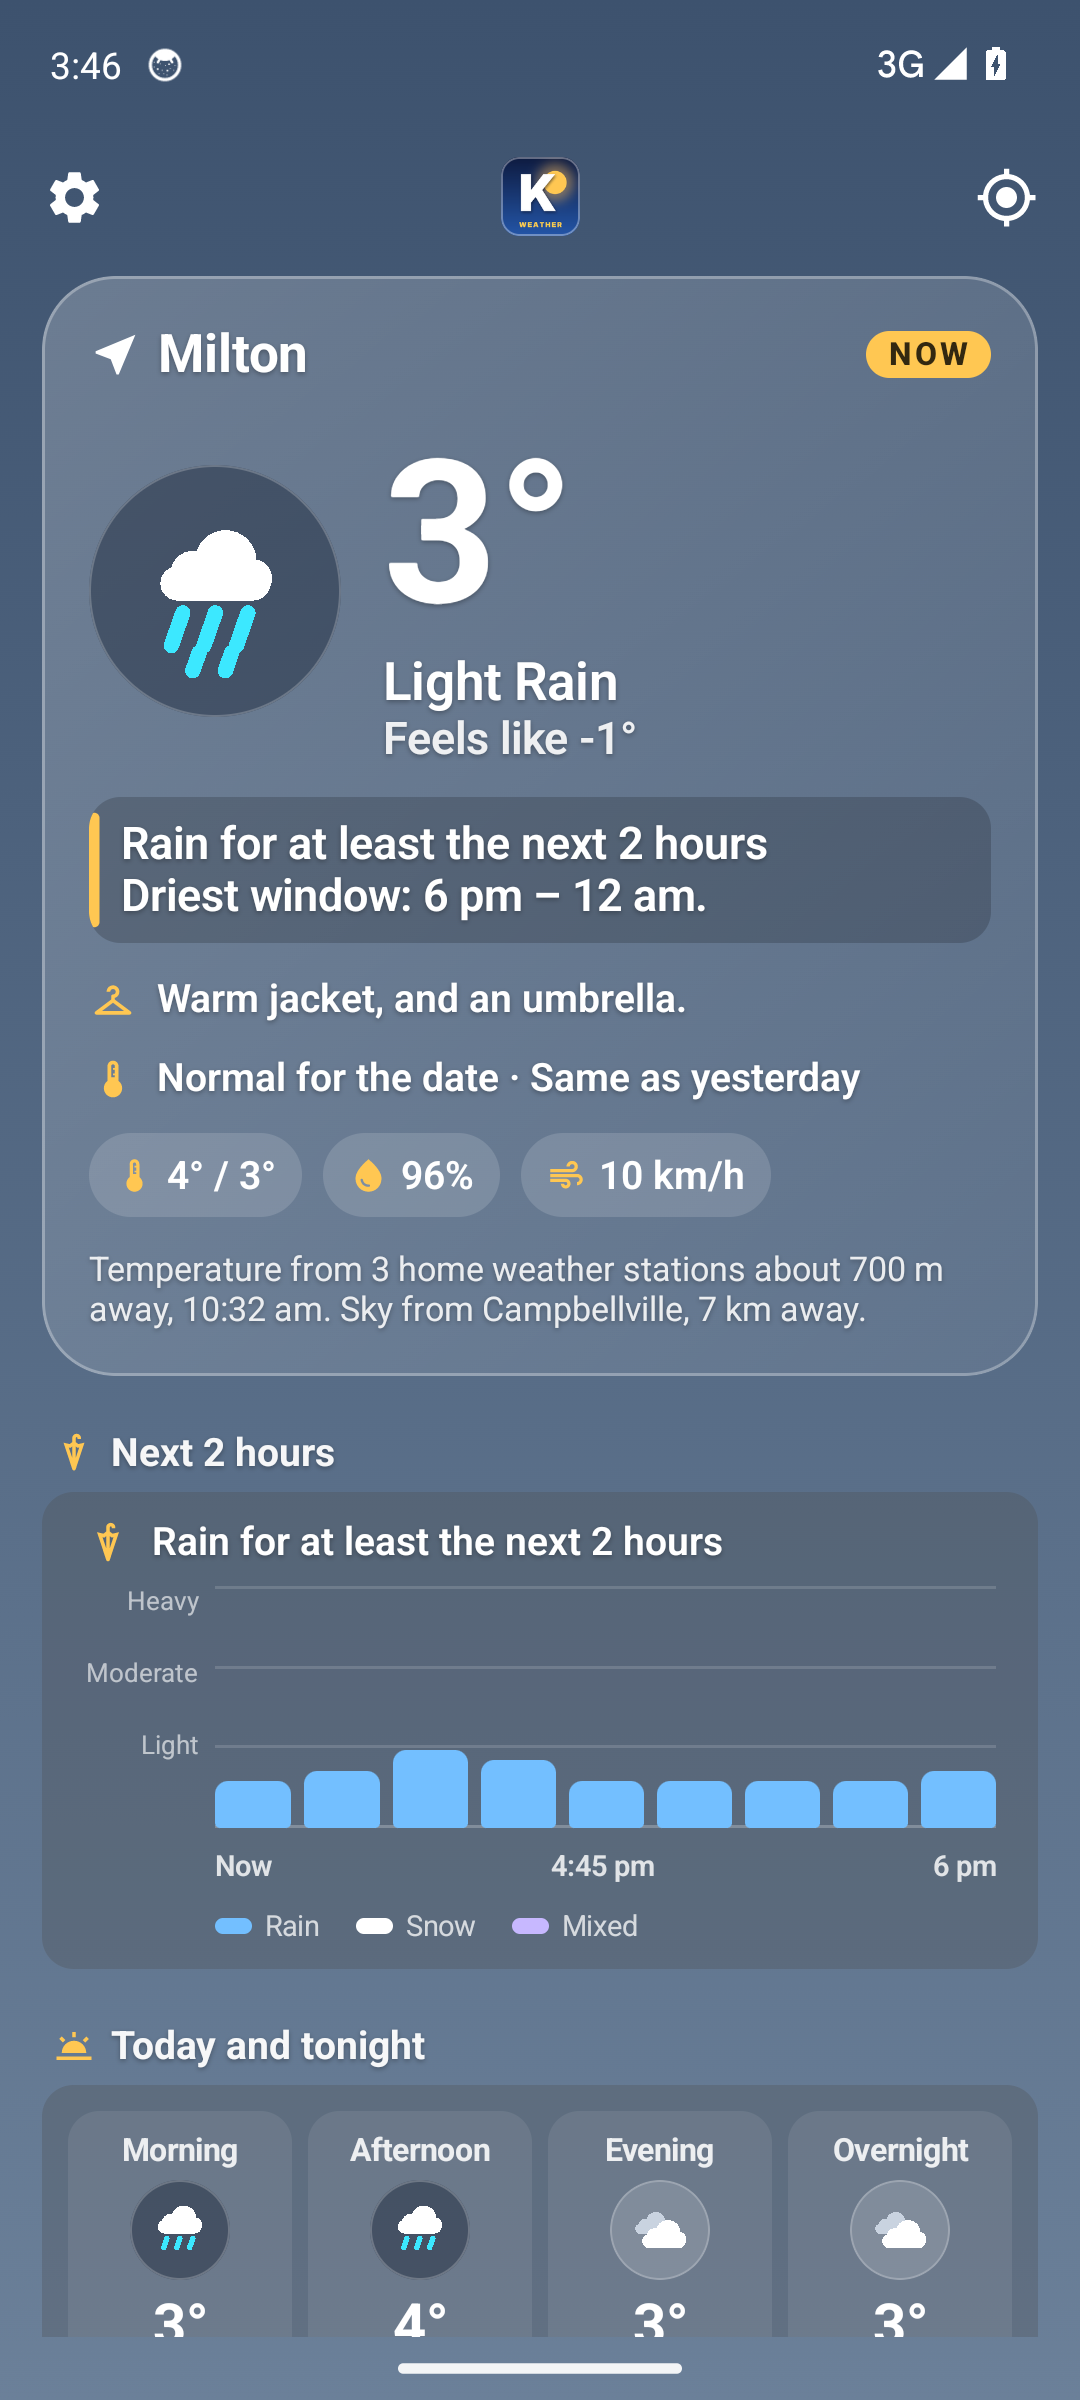 3:46
3G
K
WEATHER
Milton
NOW
3°
Light Rain
Feels like -1°
Rain for at least the next 2 hours
Driest window: 6 pm – 12 am.
Warm jacket, and an umbrella.
Normal for the date · Same as yesterday
4° / 3°
96%
10 km/h
Temperature from 3 home weather stations about 700 m
away, 10:32 am. Sky from Campbellville, 7 km away.
Next 2 hours
Rain for at least the next 2 hours
Heavy
Moderate
Light
Now 4:45 pm 6 pm
Rain Snow Mixed
Today and tonight
Morning Afternoon Evening Overnight
3° 4° 3° 3°